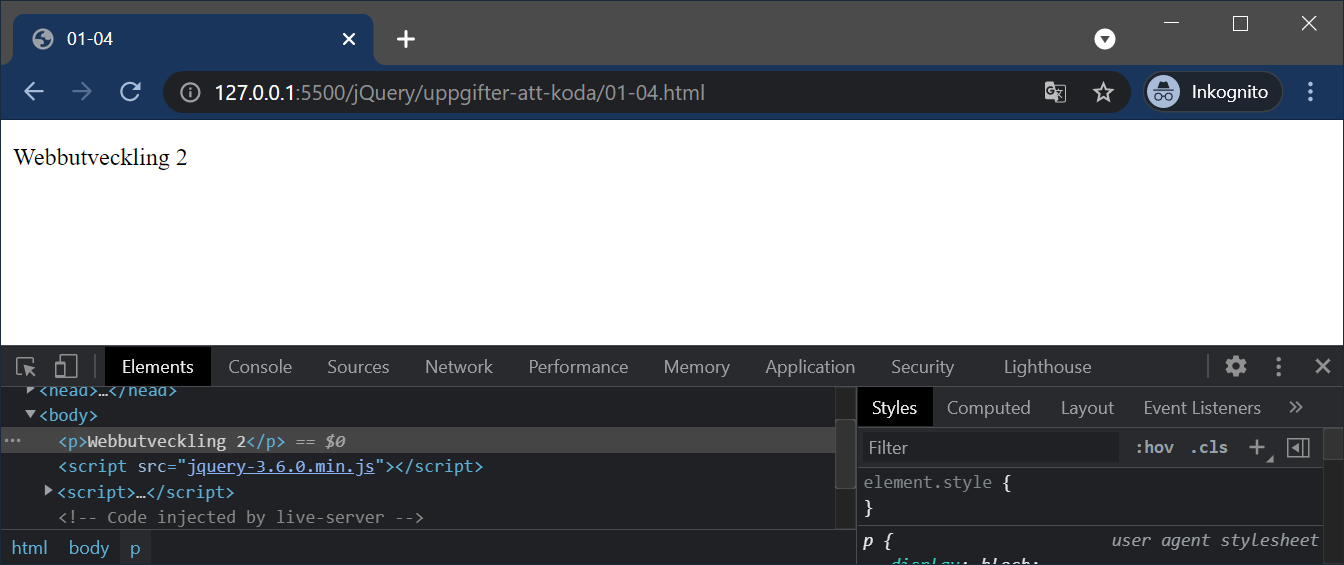 01-04
127.0.0.1:5500/jQuery/uppgifter-att-koda/01-04.html
Inkognito
Webbutveckling 2
Elements Console Sources Network Performance Memory Application Security Lighthouse
<head>…</head>
<body>
<p>Webbutveckling 2</p> == $0
<script src="jquery-3.6.0.min.js"></script>
<script>…</script>
<!-- Code injected by live-server -->
html body p
Styles Computed Layout Event Listeners »
Filter :hov .cls +
element.style {
}
p { user agent stylesheet
display: block;